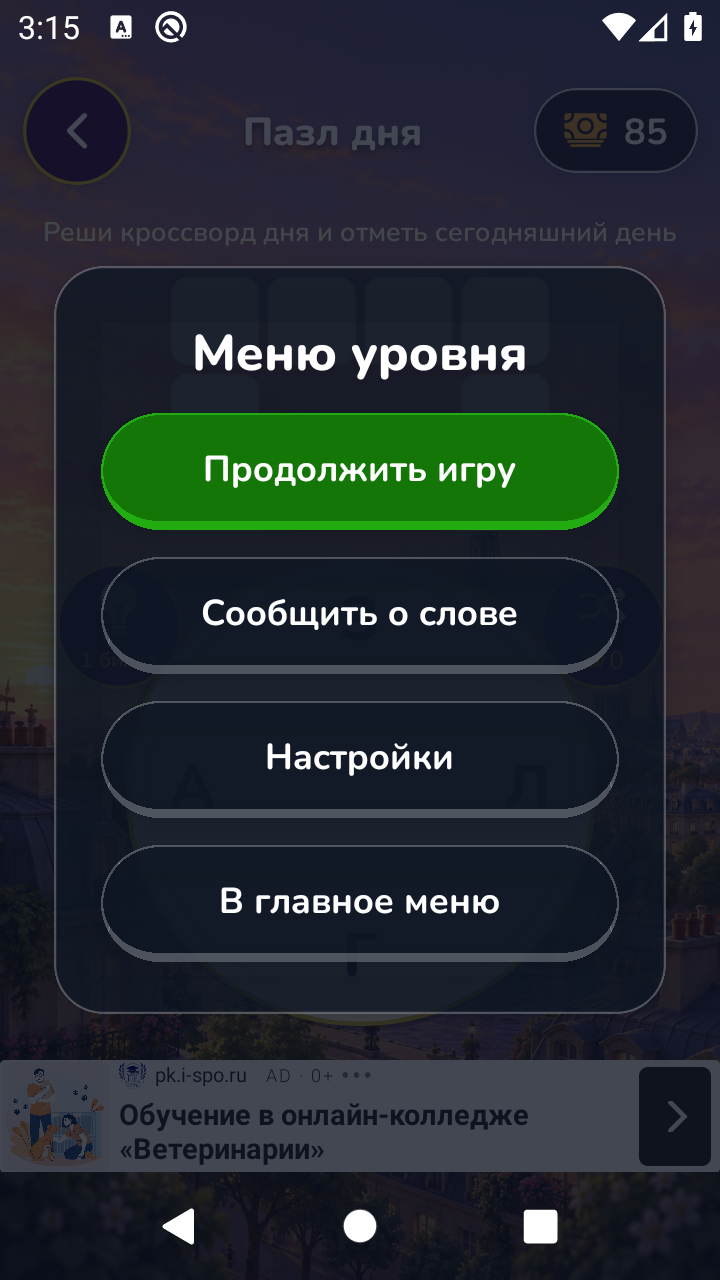 3:15
Пазл дня
85
Реши кроссворд дня и отметь сегодняшний день
Меню уровня
Продолжить игру
Сообщить о слове
Настройки
В главное меню
А
Л
Г
pk.i-spo.ru AD · 0+
Обучение в онлайн-колледже
«Ветеринарии»